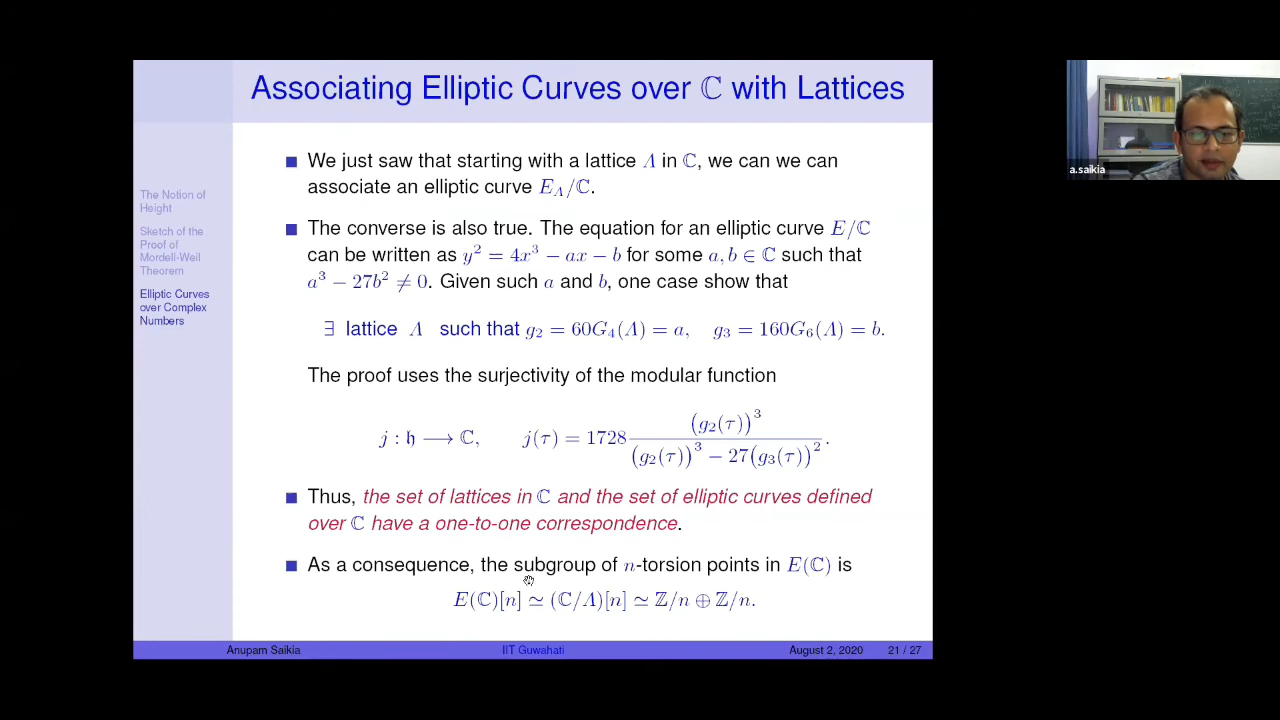 Associating Elliptic Curves over ℂ with Lattices
The Notion of
Height
Sketch of the
Proof of
Mordell-Weil
Theorem
Elliptic Curves
over Complex
Numbers
■ We just saw that starting with a lattice Λ in ℂ, we can we can
associate an elliptic curve E_Λ/ℂ.
■ The converse is also true. The equation for an elliptic curve E/ℂ
can be written as y² = 4x³ − ax − b for some a, b ∈ ℂ such that
a³ − 27b² ≠ 0. Given such a and b, one case show that
∃ lattice Λ such that g₂ = 60G₄(Λ) = a, g₃ = 160G₆(Λ) = b.
The proof uses the surjectivity of the modular function
j : 𝔥 ⟶ ℂ, j(τ) = 1728 (g₂(τ))³ / ((g₂(τ))³ − 27(g₃(τ))²).
■ Thus, the set of lattices in ℂ and the set of elliptic curves defined
over ℂ have a one-to-one correspondence.
■ As a consequence, the subgroup of n-torsion points in E(ℂ) is
E(ℂ)[n] ≃ (ℂ/Λ)[n] ≃ ℤ/n ⊕ ℤ/n.
Anupam Saikia IIT Guwahati August 2, 2020 21 / 27
a.saikia